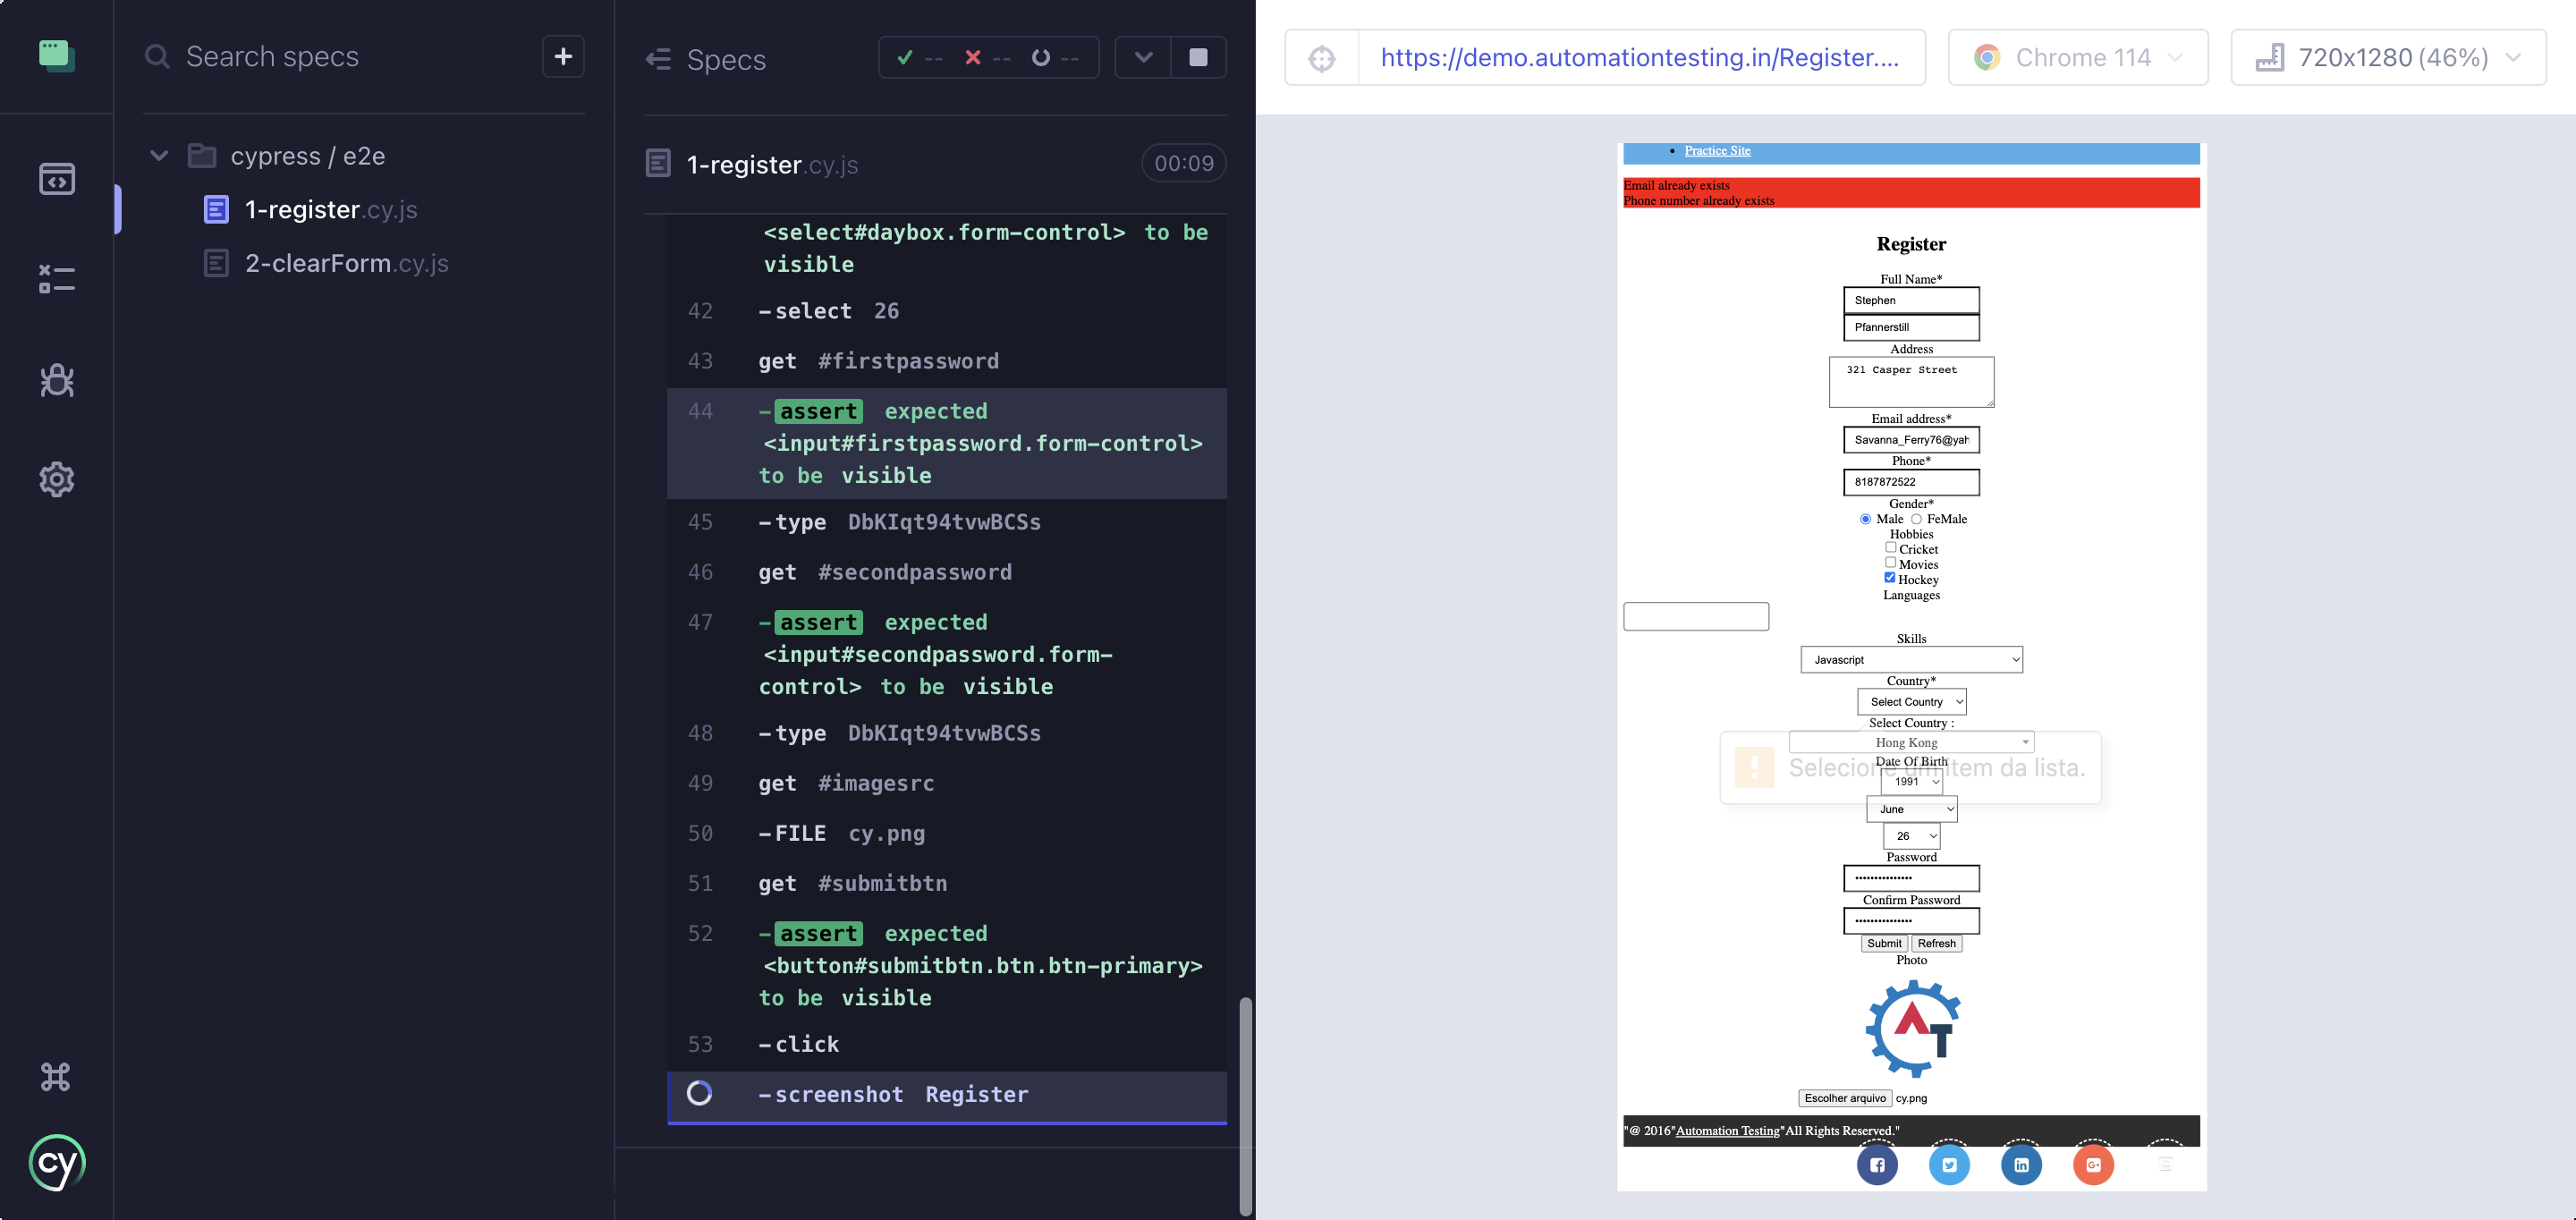 Search specs
cypress / e2e
1-register.cy.js
2-clearForm.cy.js
cy
Specs
-- -- --
1-register.cy.js
00:09
<select#daybox.form-control> to be
visible
42 -select 26
43 get #firstpassword
44 -assert expected
<input#firstpassword.form-control>
to be visible
45 -type DbKIqt94tvwBCSs
46 get #secondpassword
47 -assert expected
<input#secondpassword.form-
control> to be visible
48 -type DbKIqt94tvwBCSs
49 get #imagesrc
50 -FILE cy.png
51 get #submitbtn
52 -assert expected
<button#submitbtn.btn.btn-primary>
to be visible
53 -click
-screenshot Register
https://demo.automationtesting.in/Register....
Chrome 114
720x1280 (46%)
Practice Site
Email already exists
Phone number already exists
Register
Full Name*
Stephen
Pfannerstill
Address
321 Casper Street
Email address*
Savanna_Ferry76@yah
Phone*
8187872522
Gender*
Male FeMale
Hobbies
Cricket
Movies
Hockey
Languages
Skills
Javascript
Country*
Select Country
Select Country :
Hong Kong
Date Of Birth
Selecione um item da lista.
1991
June
26
Password
Confirm Password
Submit Refresh
Photo
AT
Escolher arquivo cy.png
"@ 2016"Automation Testing"All Rights Reserved."